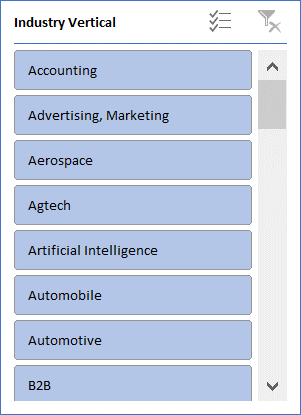 Industry Vertical
Accounting
Advertising, Marketing
Aerospace
Agtech
Artificial Intelligence
Automobile
Automotive
B2B